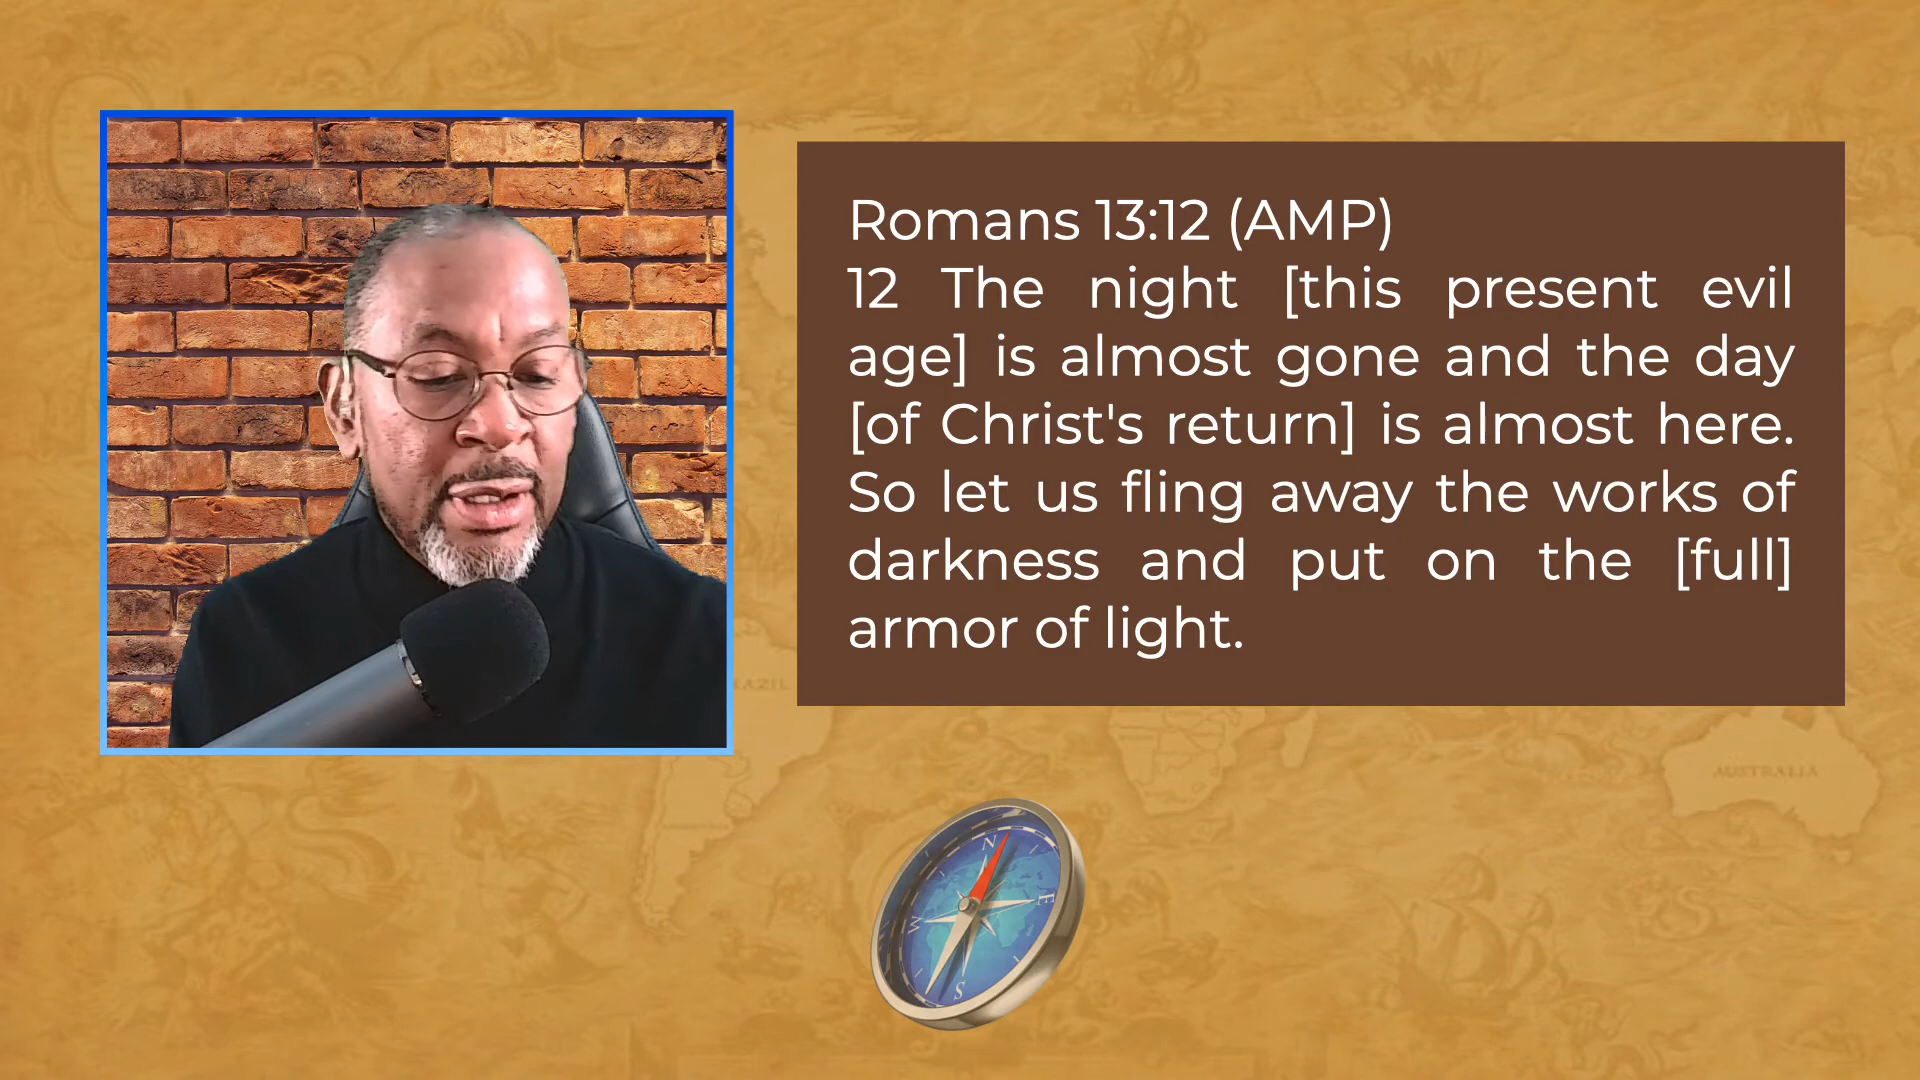 Romans 13:12 (AMP)
12 The night [this present evil
age] is almost gone and the day
[of Christ's return] is almost here.
So let us fling away the works of
darkness and put on the [full]
armor of light.
AUSTRALIA
N
E
W
S